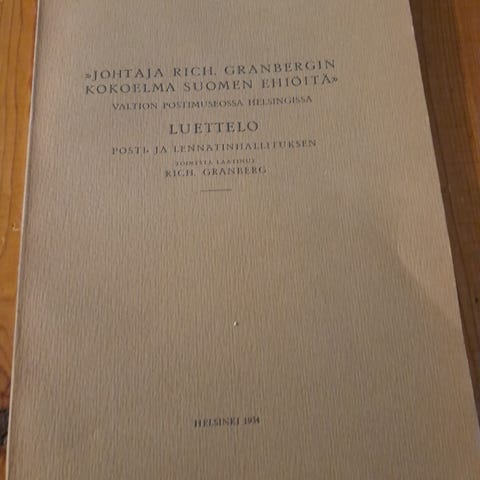 »JOHTAJA RICH. GRANBERGIN
KOKOELMA SUOMEN EHIÖITÄ»
VALTION POSTIMUSEOSSA HELSINGISSÄ
LUETTELO
POSTI- JA LENNÄTINHALLITUKSEN
TOIMESTA LAATINUT
RICH. GRANBERG
HELSINKI 1934